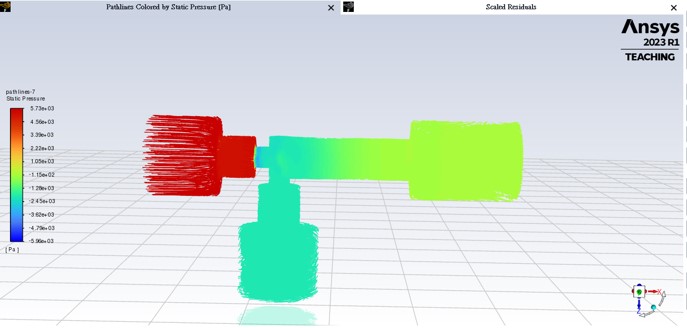 Pathlines Colored by Static Pressure [Pa]
Scaled Residuals
Ansys
2023 R1
TEACHING
pathlines-7
Static Pressure
5.73e+03
4.56e+03
3.39e+03
2.22e+03
1.05e+03
-1.15e+02
-1.28e+03
-2.45e+03
-3.62e+03
-4.79e+03
-5.96e+03
[ Pa ]